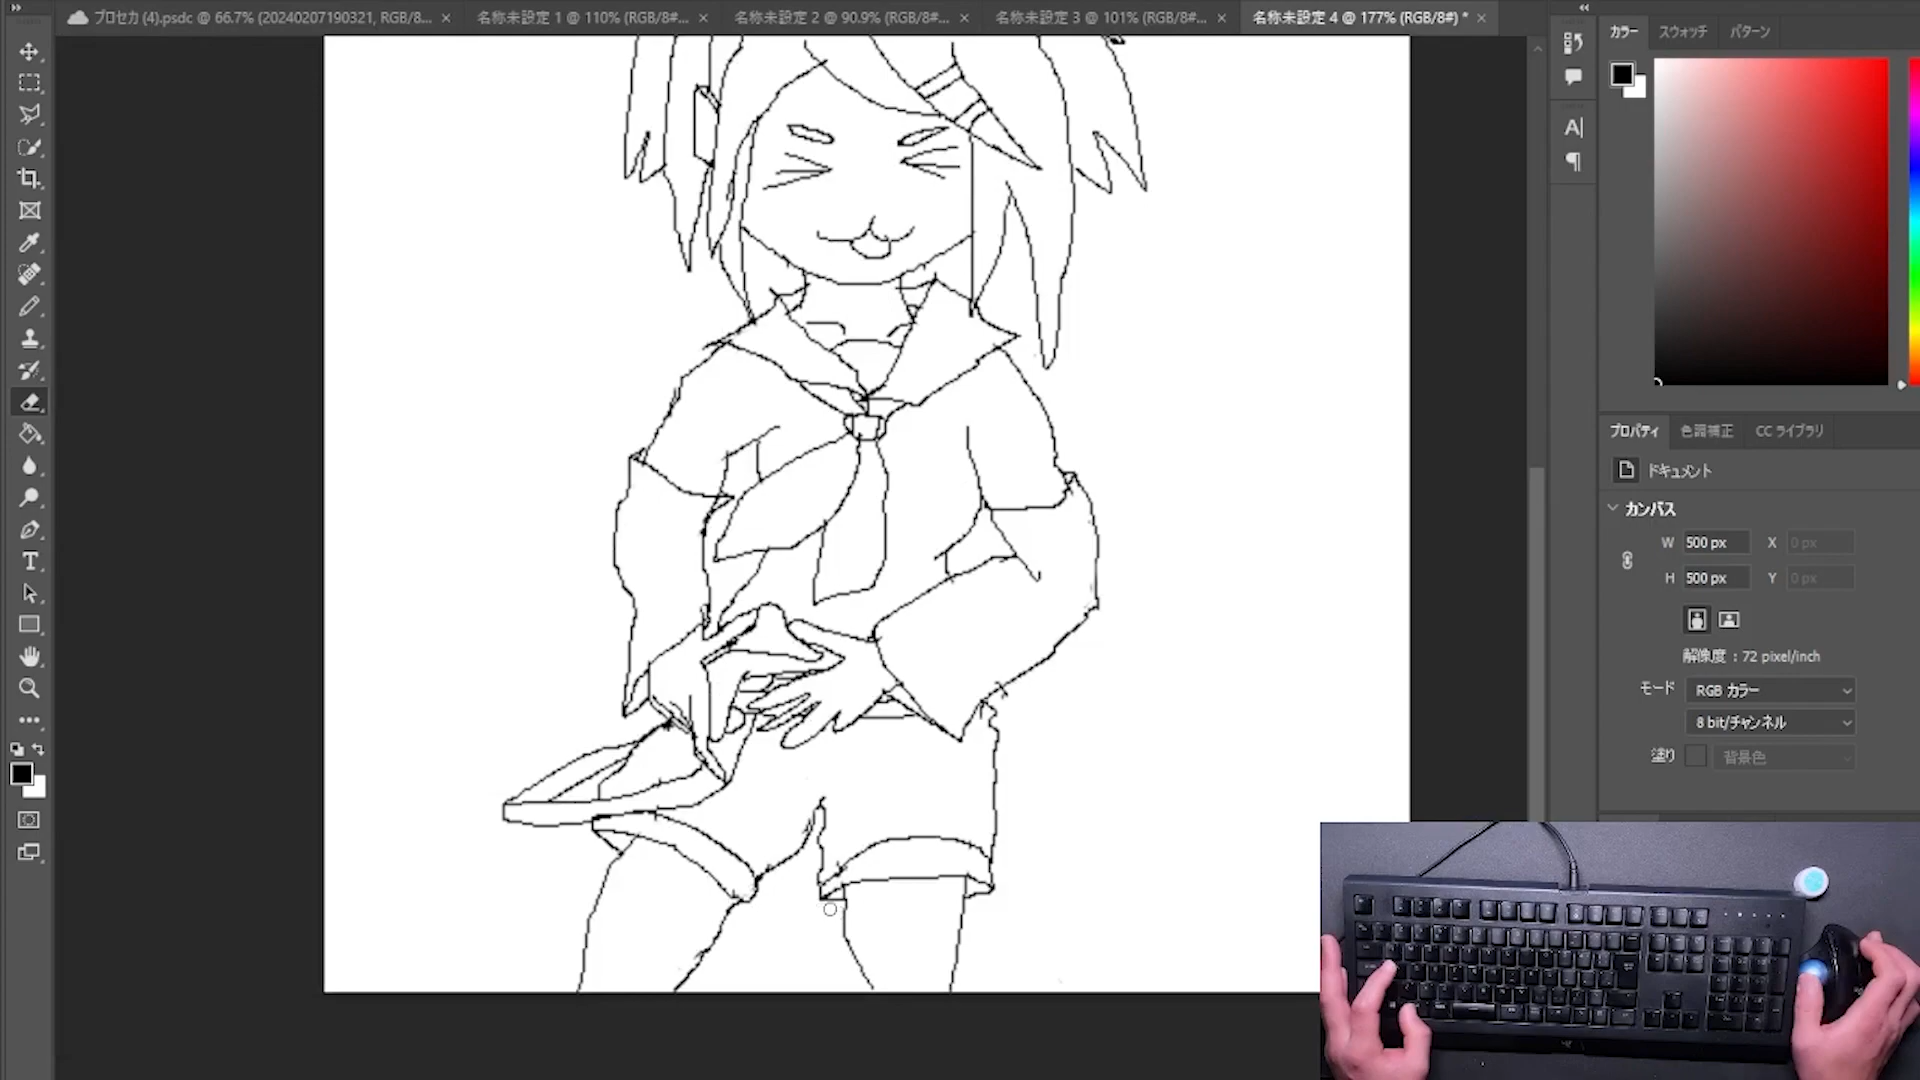 プロセカ (4).psdc @ 66.7% (20240207190321, RGB/8...
名称未設定 1 @ 110% (RGB/8#...
名称未設定 2 @ 90.9% (RGB/8#...
名称未設定 3 @ 101% (RGB/8#...
名称未設定 4 @ 177% (RGB/8#) *
カラー スウォッチ パターン
プロパティ 色調補正 CC ライブラリ
ドキュメント
カンバス
W 500 px X 0 px
H 500 px Y 0 px
解像度 : 72 pixel/inch
モード RGB カラー
8 bit/チャンネル
塗り 背景色